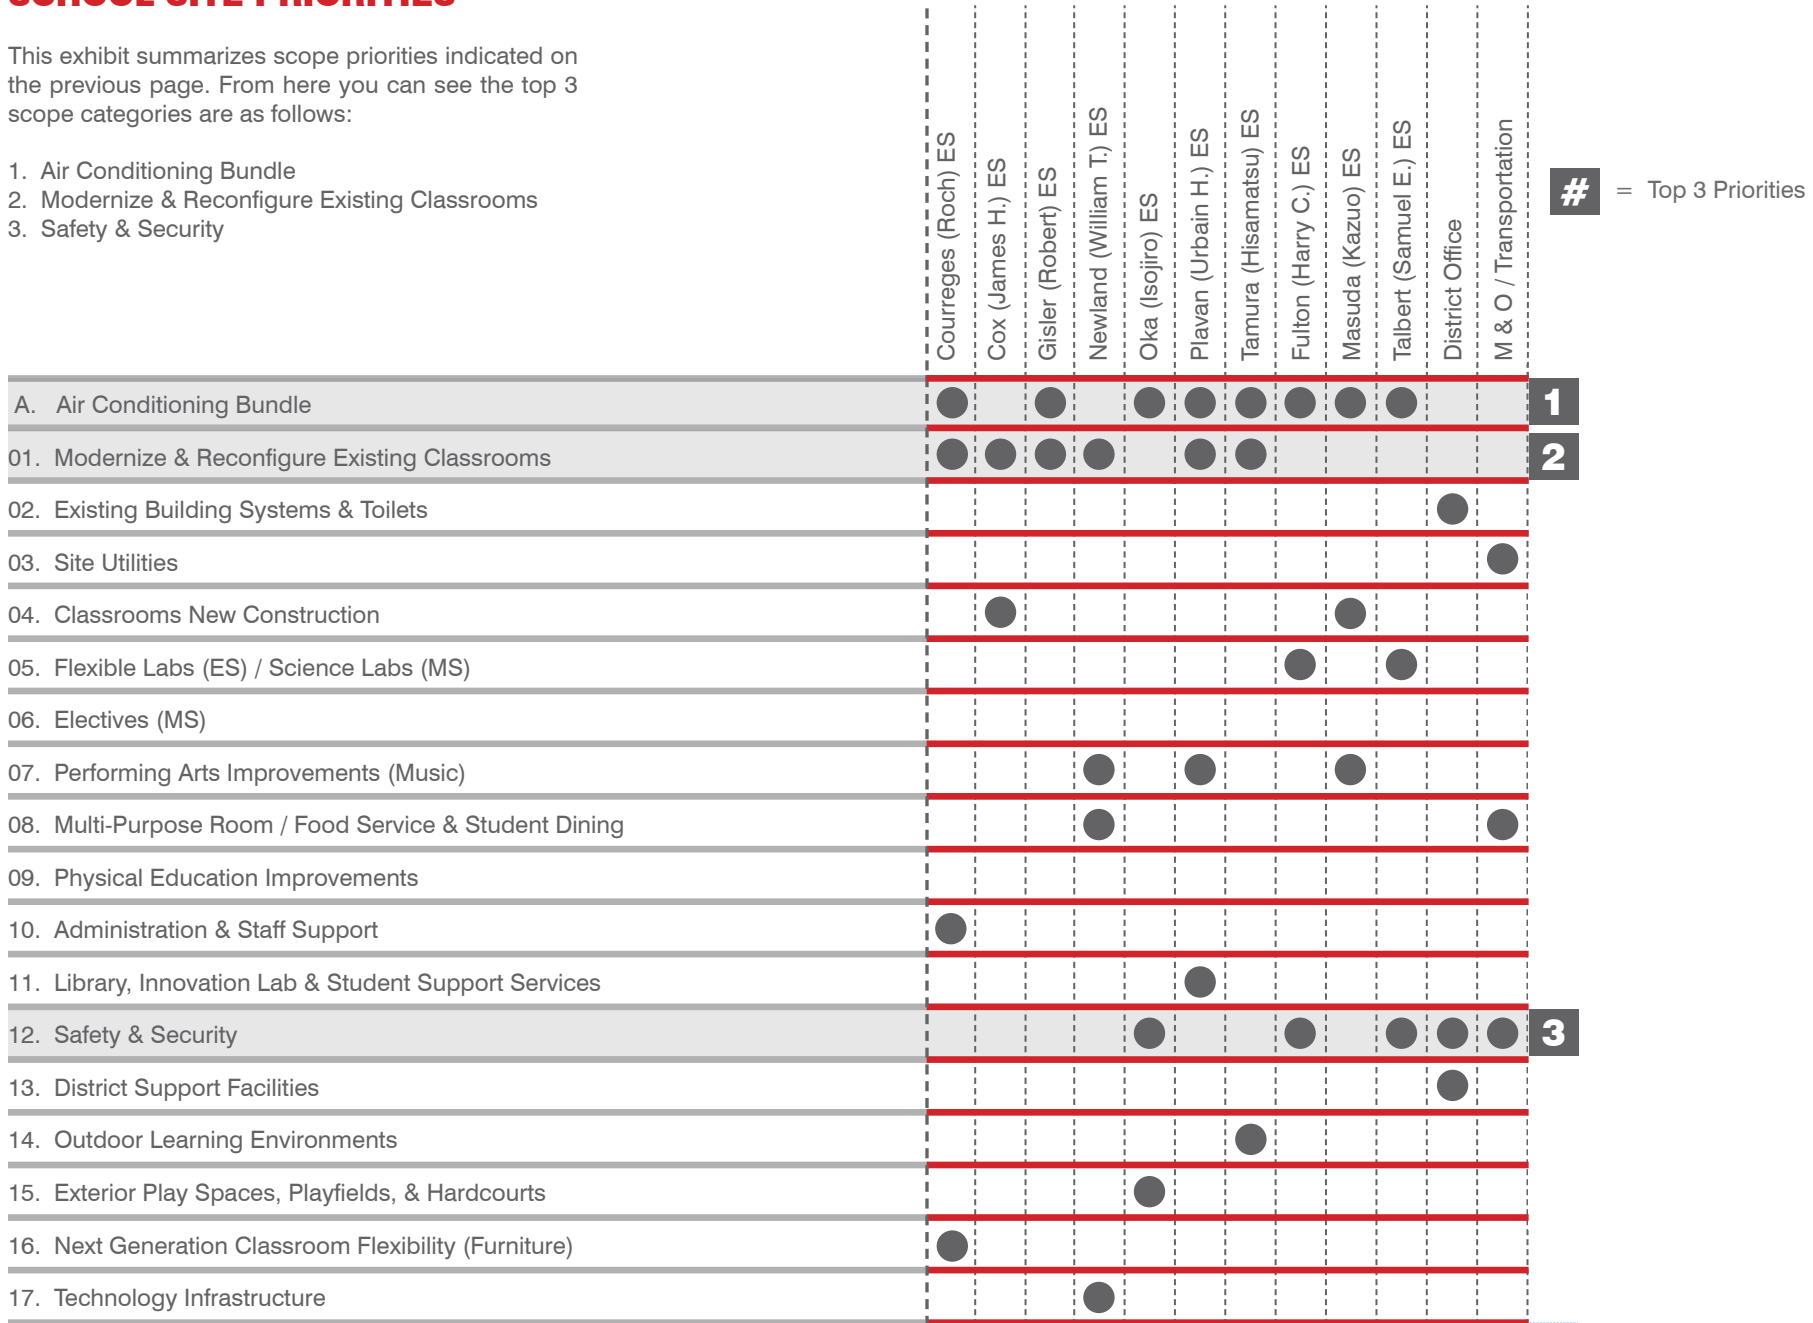 SCHOOL SITE PRIORITIES
This exhibit summarizes scope priorities indicated on
the previous page. From here you can see the top 3
scope categories are as follows:
1. Air Conditioning Bundle
2. Modernize & Reconfigure Existing Classrooms
3. Safety & Security
Courreges (Roch) ES
Cox (James H.) ES
Gisler (Robert) ES
Newland (William T.) ES
Oka (Isojiro) ES
Plavan (Urbain H.) ES
Tamura (Hisamatsu) ES
Fulton (Harry C.) ES
Masuda (Kazuo) ES
Talbert (Samuel E.) ES
District Office
M & O / Transportation
# = Top 3 Priorities
A. Air Conditioning Bundle 1
01. Modernize & Reconfigure Existing Classrooms 2
02. Existing Building Systems & Toilets
03. Site Utilities
04. Classrooms New Construction
05. Flexible Labs (ES) / Science Labs (MS)
06. Electives (MS)
07. Performing Arts Improvements (Music)
08. Multi-Purpose Room / Food Service & Student Dining
09. Physical Education Improvements
10. Administration & Staff Support
11. Library, Innovation Lab & Student Support Services
12. Safety & Security 3
13. District Support Facilities
14. Outdoor Learning Environments
15. Exterior Play Spaces, Playfields, & Hardcourts
16. Next Generation Classroom Flexibility (Furniture)
17. Technology Infrastructure